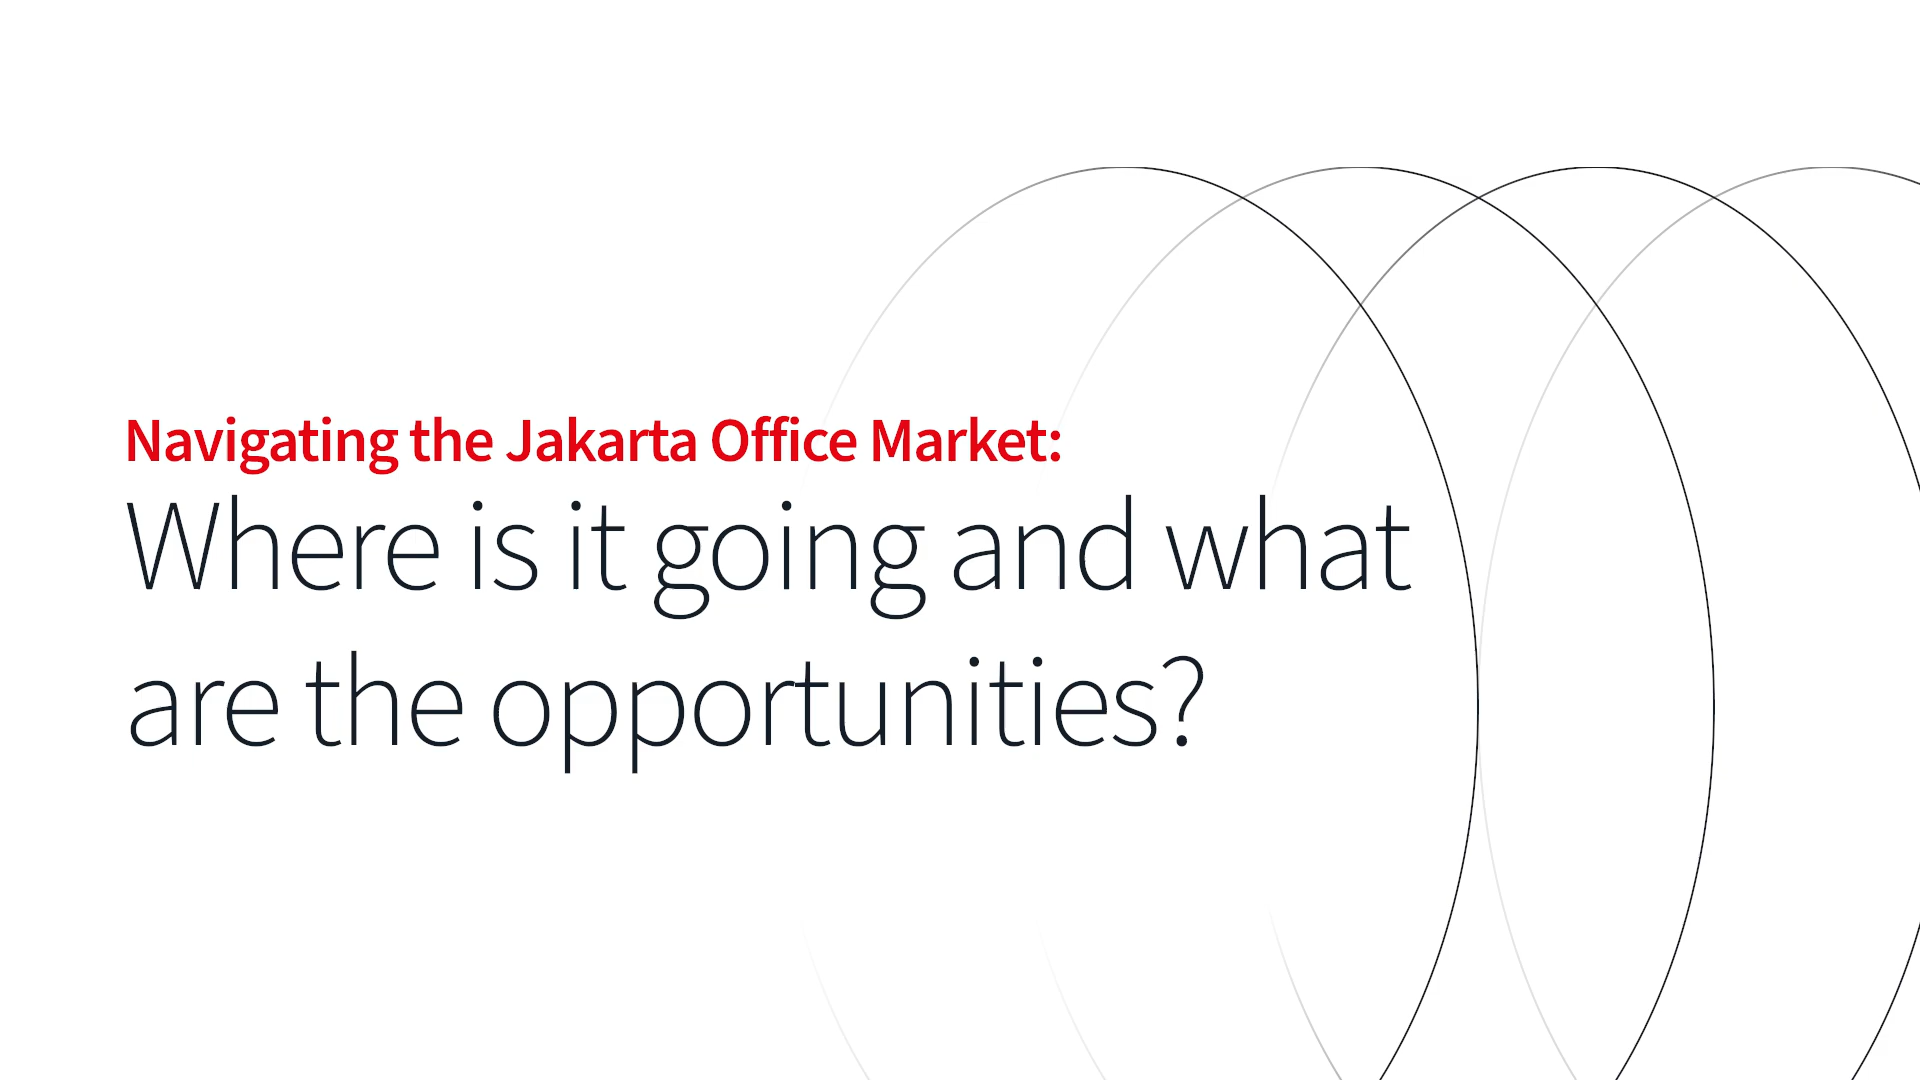 Navigating the Jakarta Office Market:
Where is it going and what
are the opportunities?